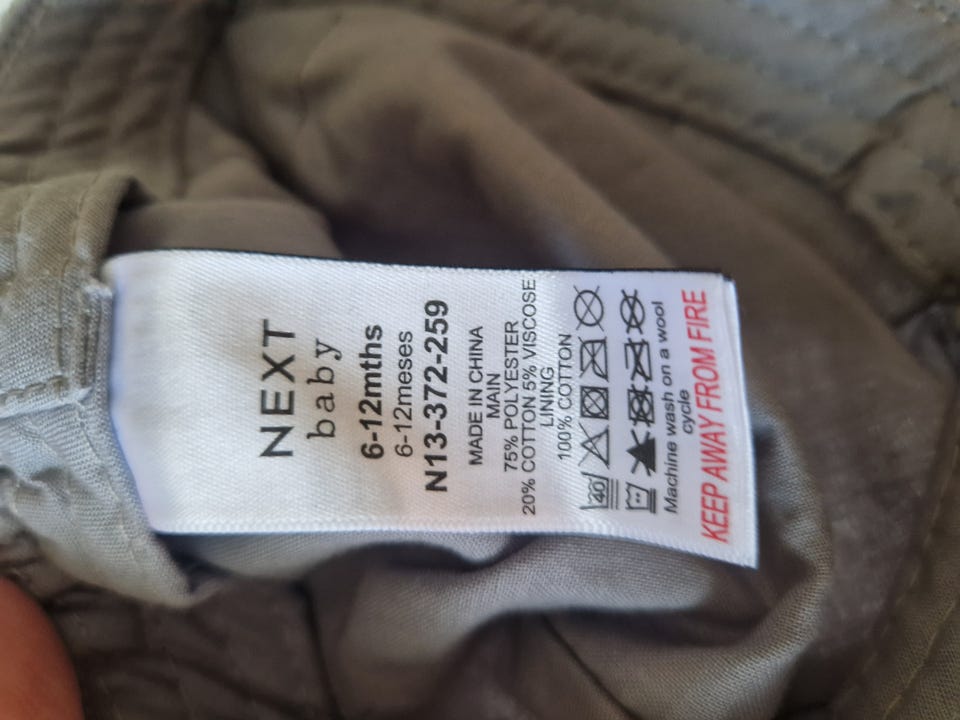 NEXT
baby
6-12mths
6-12meses
N13-372-259
MADE IN CHINA
MAIN
75% POLYESTER
20% COTTON 5% VISCOSE
LINING
100% COTTON
40
Machine wash on a wool
cycle
KEEP AWAY FROM FIRE